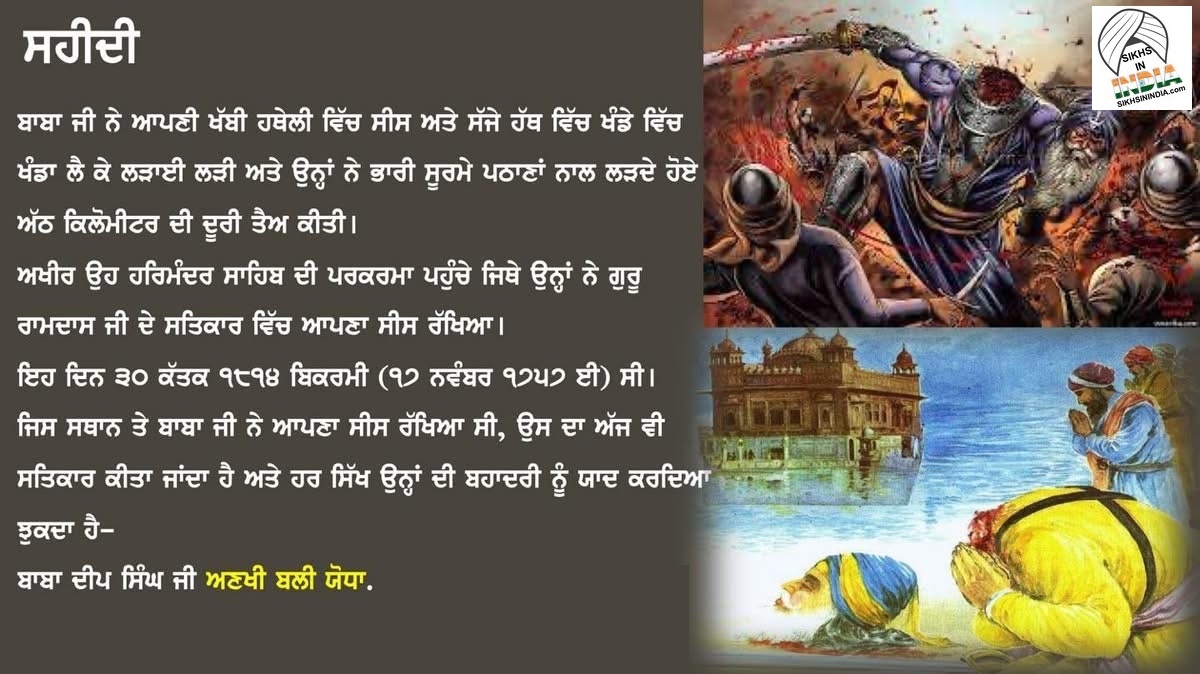 ਸਹੀਦੀ
ਬਾਬਾ ਜੀ ਨੇ ਆਪਣੀ ਖੱਬੀ ਹਥੇਲੀ ਵਿੱਚ ਸੀਸ ਅਤੇ ਸੱਜੇ ਹੱਥ ਵਿੱਚ ਖੰਡੇ ਵਿੱਚ
ਖੰਡਾ ਲੈ ਕੇ ਲੜਾਈ ਲੜੀ ਅਤੇ ਉਨ੍ਹਾਂ ਨੇ ਭਾਰੀ ਸੂਰਮੇ ਪਠਾਣਾਂ ਨਾਲ ਲੜਦੇ ਹੋਏ
ਅੱਠ ਕਿਲੋਮੀਟਰ ਦੀ ਦੂਰੀ ਤੈਅ ਕੀਤੀ।
ਅਖੀਰ ਉਹ ਹਰਿਮੰਦਰ ਸਾਹਿਬ ਦੀ ਪਰਕਰਮਾ ਪਹੁੰਚੇ ਜਿਥੇ ਉਨ੍ਹਾਂ ਨੇ ਗੁਰੂ
ਰਾਮਦਾਸ ਜੀ ਦੇ ਸਤਿਕਾਰ ਵਿੱਚ ਆਪਣਾ ਸੀਸ ਰੱਖਿਆ।
ਇਹ ਦਿਨ ੩੦ ਕੱਤਕ ੧੮੧੪ ਬਿਕਰਮੀ (੧੭ ਨਵੰਬਰ ੧੭੫੭ ਈ) ਸੀ।
ਜਿਸ ਸਥਾਨ ਤੇ ਬਾਬਾ ਜੀ ਨੇ ਆਪਣਾ ਸੀਸ ਰੱਖਿਆ ਸੀ, ਉਸ ਦਾ ਅੱਜ ਵੀ
ਸਤਿਕਾਰ ਕੀਤਾ ਜਾਂਦਾ ਹੈ ਅਤੇ ਹਰ ਸਿੱਖ ਉਨ੍ਹਾਂ ਦੀ ਬਹਾਦਰੀ ਨੂੰ ਯਾਦ ਕਰਦਿਆ
ਝੁਕਦਾ ਹੈ–
ਬਾਬਾ ਦੀਪ ਸਿੰਘ ਜੀ ਅਣਖੀ ਬਲੀ ਯੋਧਾ.
SIKHS
IN
INDIA
SIKHSININDIA.com